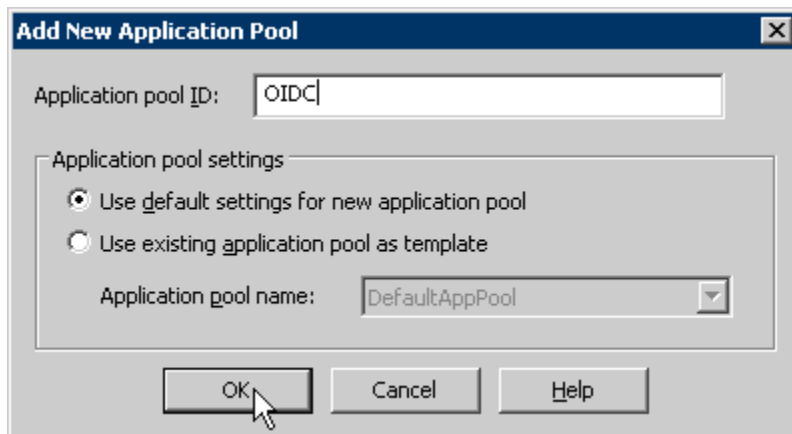 Add New Application Pool
Application pool ID: OIDC
Application pool settings
Use default settings for new application pool
Use existing application pool as template
Application pool name: DefaultAppPool
OK Cancel Help